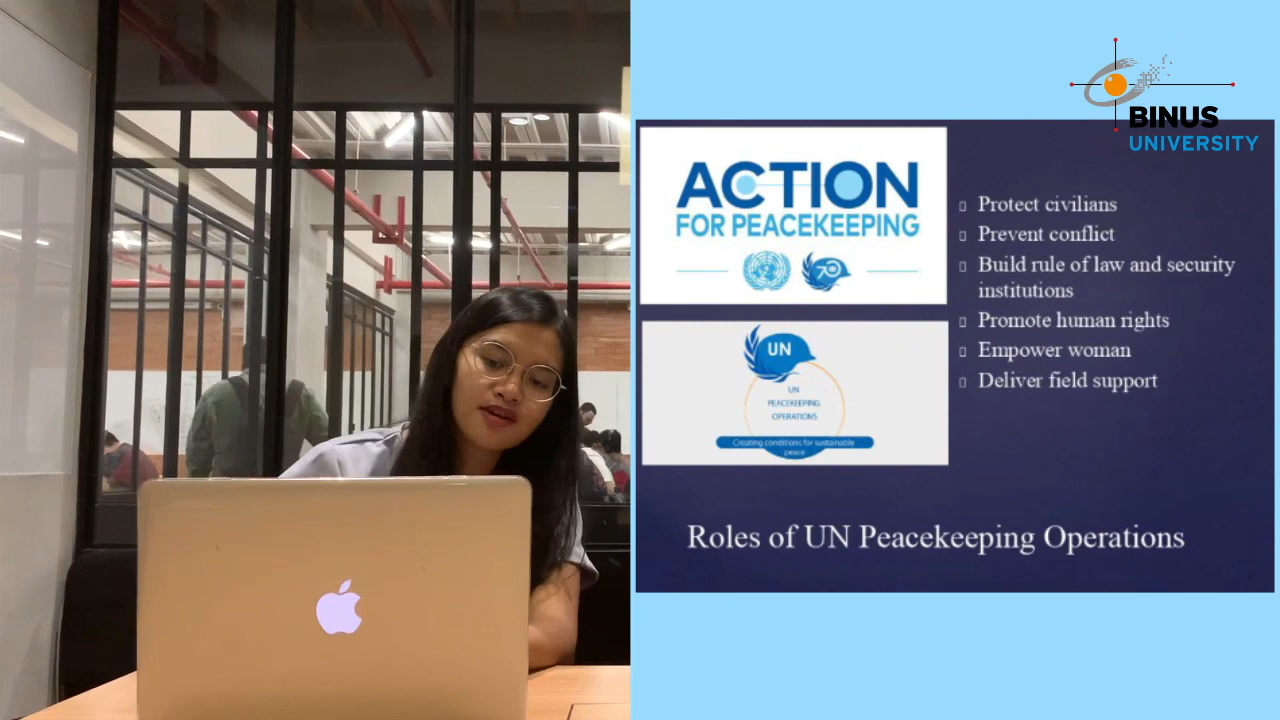 BINUS
UNIVERSITY
ACTION
FOR PEACEKEEPING
70
UN
UN
PEACEKEEPING
OPERATIONS
Creating conditions for sustainable
peace
Protect civilians
Prevent conflict
Build rule of law and security
institutions
Promote human rights
Empower woman
Deliver field support
Roles of UN Peacekeeping Operations